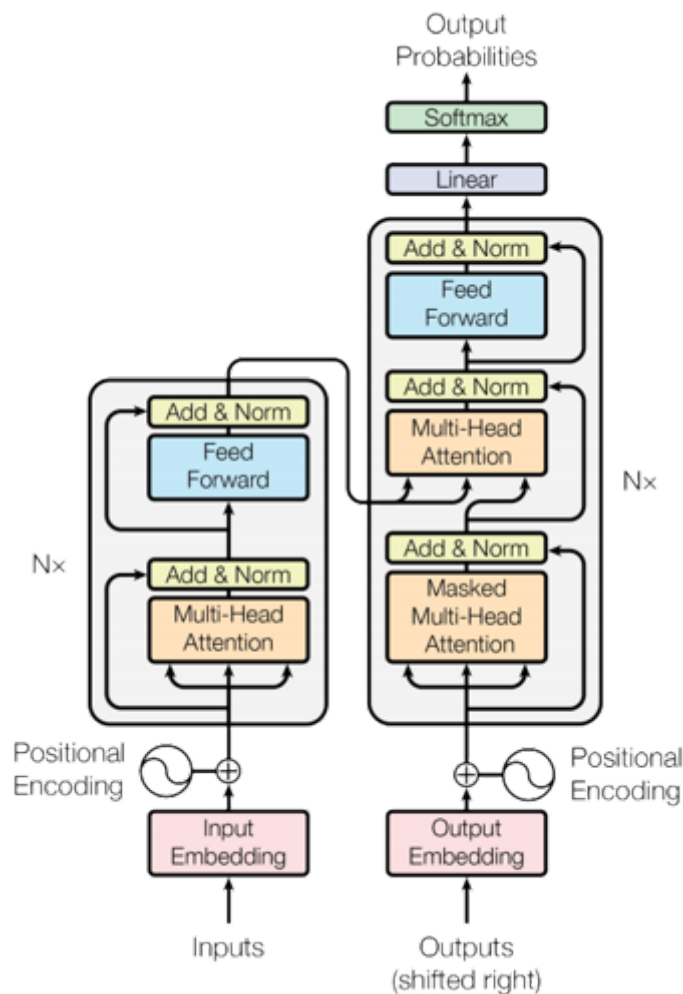 Output
Probabilities
Softmax
Linear
Add & Norm
Feed
Forward
Add & Norm
Multi-Head
Attention
Add & Norm
Masked
Multi-Head
Attention
Nx
Add & Norm
Feed
Forward
Add & Norm
Multi-Head
Attention
Nx
Positional
Encoding
Positional
Encoding
Input
Embedding
Output
Embedding
Inputs
Outputs
(shifted right)